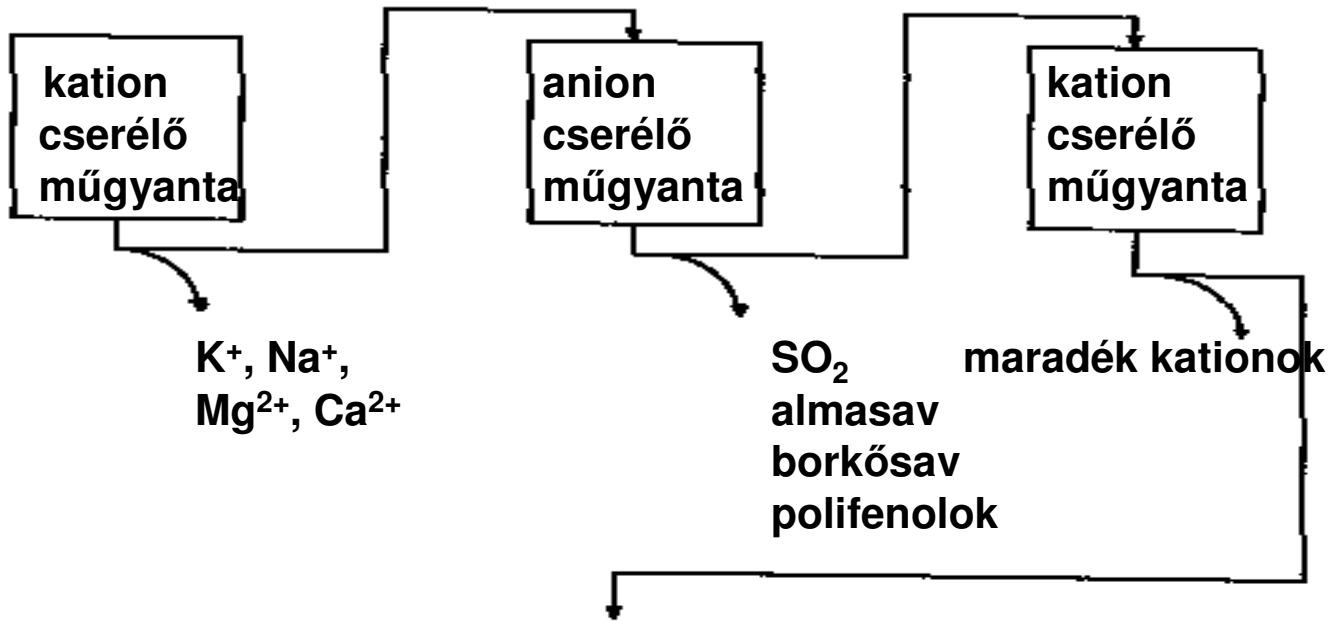 kation
cserélő
műgyanta
anion
cserélő
műgyanta
kation
cserélő
műgyanta
K⁺, Na⁺,
Mg²⁺, Ca²⁺
SO₂
almasav
borkősav
polifenolok
maradék kationok